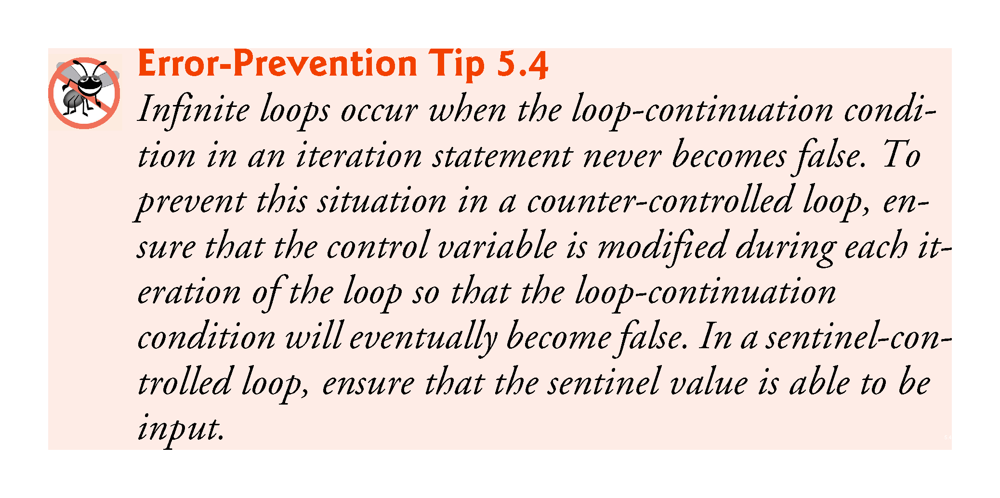 Error-Prevention Tip 5.4
Infinite loops occur when the loop-continuation condi-
tion in an iteration statement never becomes false. To
prevent this situation in a counter-controlled loop, en-
sure that the control variable is modified during each it-
eration of the loop so that the loop-continuation
condition will eventually become false. In a sentinel-con-
trolled loop, ensure that the sentinel value is able to be
input.
5.4